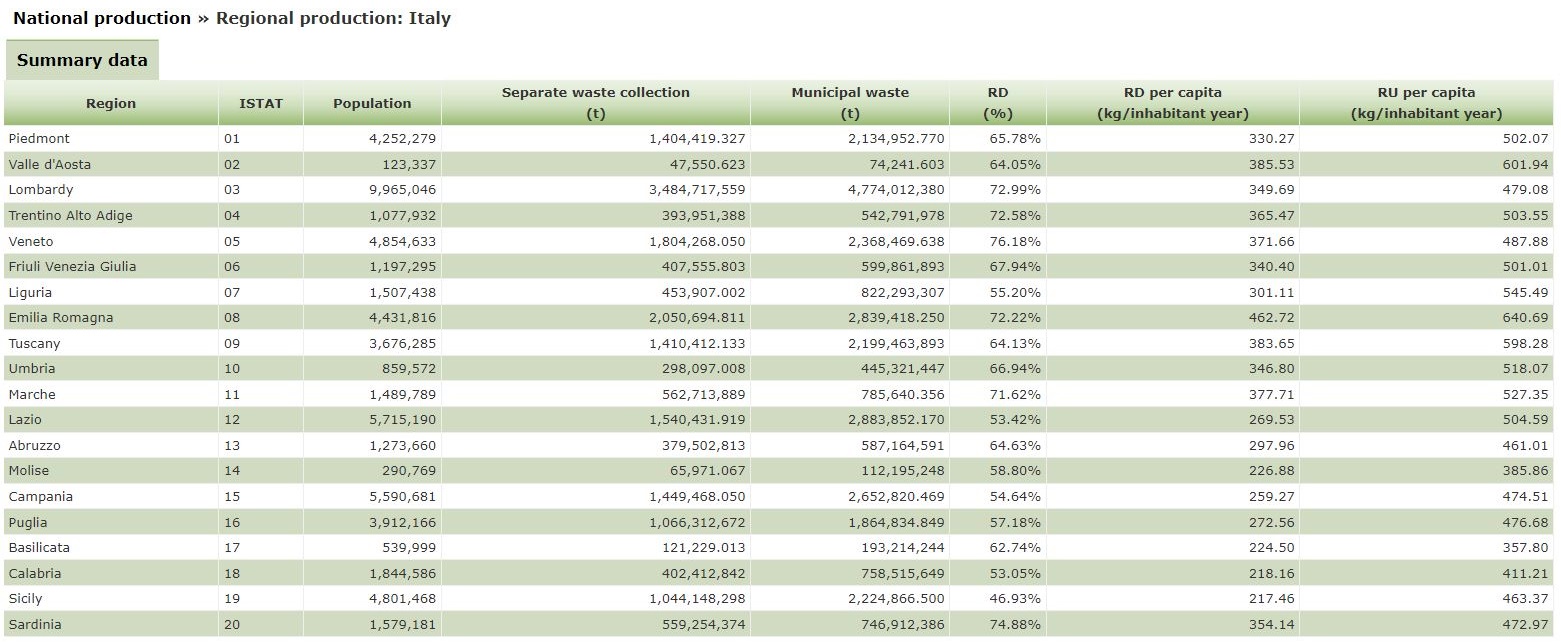 National production » Regional production: Italy
Summary data
Region ISTAT Population Separate waste collection (t) Municipal waste (t) RD (%) RD per capita (kg/inhabitant year) RU per capita (kg/inhabitant year)
Piedmont 01 4,252,279 1,404,419.327 2,134,952.770 65.78% 330.27 502.07
Valle d'Aosta 02 123,337 47,550.623 74,241.603 64.05% 385.53 601.94
Lombardy 03 9,965,046 3,484,717,559 4,774,012,380 72.99% 349.69 479.08
Trentino Alto Adige 04 1,077,932 393,951,388 542,791,978 72.58% 365.47 503.55
Veneto 05 4,854,633 1,804,268.050 2,368,469.638 76.18% 371.66 487.88
Friuli Venezia Giulia 06 1,197,295 407,555.803 599,861,893 67.94% 340.40 501.01
Liguria 07 1,507,438 453,907.002 822,293,307 55.20% 301.11 545.49
Emilia Romagna 08 4,431,816 2,050,694.811 2,839,418.250 72.22% 462.72 640.69
Tuscany 09 3,676,285 1,410,412.133 2,199,463,893 64.13% 383.65 598.28
Umbria 10 859,572 298,097.008 445,321,447 66.94% 346.80 518.07
Marche 11 1,489,789 562,713,889 785,640.356 71.62% 377.71 527.35
Lazio 12 5,715,190 1,540,431.919 2,883,852.170 53.42% 269.53 504.59
Abruzzo 13 1,273,660 379,502,813 587,164,591 64.63% 297.96 461.01
Molise 14 290,769 65,971.067 112,195,248 58.80% 226.88 385.86
Campania 15 5,590,681 1,449,468.050 2,652,820.469 54.64% 259.27 474.51
Puglia 16 3,912,166 1,066,312,672 1,864,834.849 57.18% 272.56 476.68
Basilicata 17 539,999 121,229.013 193,214,244 62.74% 224.50 357.80
Calabria 18 1,844,586 402,412,842 758,515,649 53.05% 218.16 411.21
Sicily 19 4,801,468 1,044,148,298 2,224,866.500 46.93% 217.46 463.37
Sardinia 20 1,579,181 559,254,374 746,912,386 74.88% 354.14 472.97